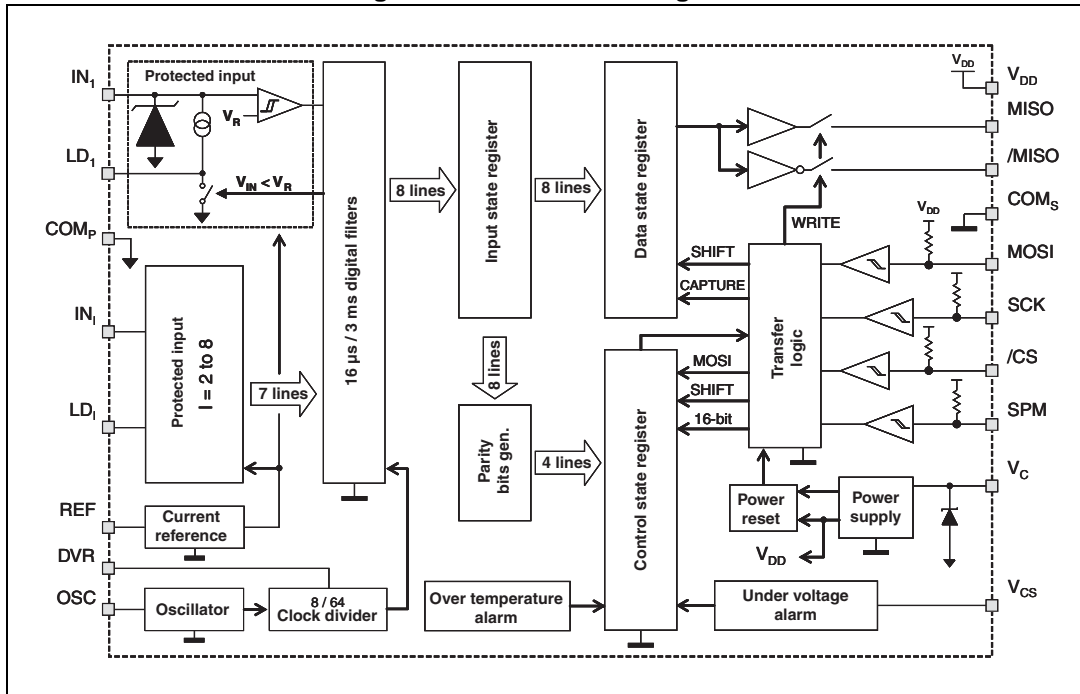 IN1
LD1
COMP
INI
LDI
REF
DVR
OSC
Protected input
VR
VIN < VR
Protected input
I = 2 to 8
7 lines
Current
reference
Oscillator
8 / 64
Clock divider
16 µs / 3 ms digital filters
8 lines
Input state register
8 lines
Data state register
8 lines
Parity
bits gen.
4 lines
Control state register
Over temperature
alarm
Under voltage
alarm
WRITE
SHIFT
CAPTURE
MOSI
SHIFT
16-bit
Transfer
logic
Power
reset
Power
supply
VDD
VDD
VDD
VDD
MISO
/MISO
COMS
MOSI
SCK
/CS
SPM
VC
VCS